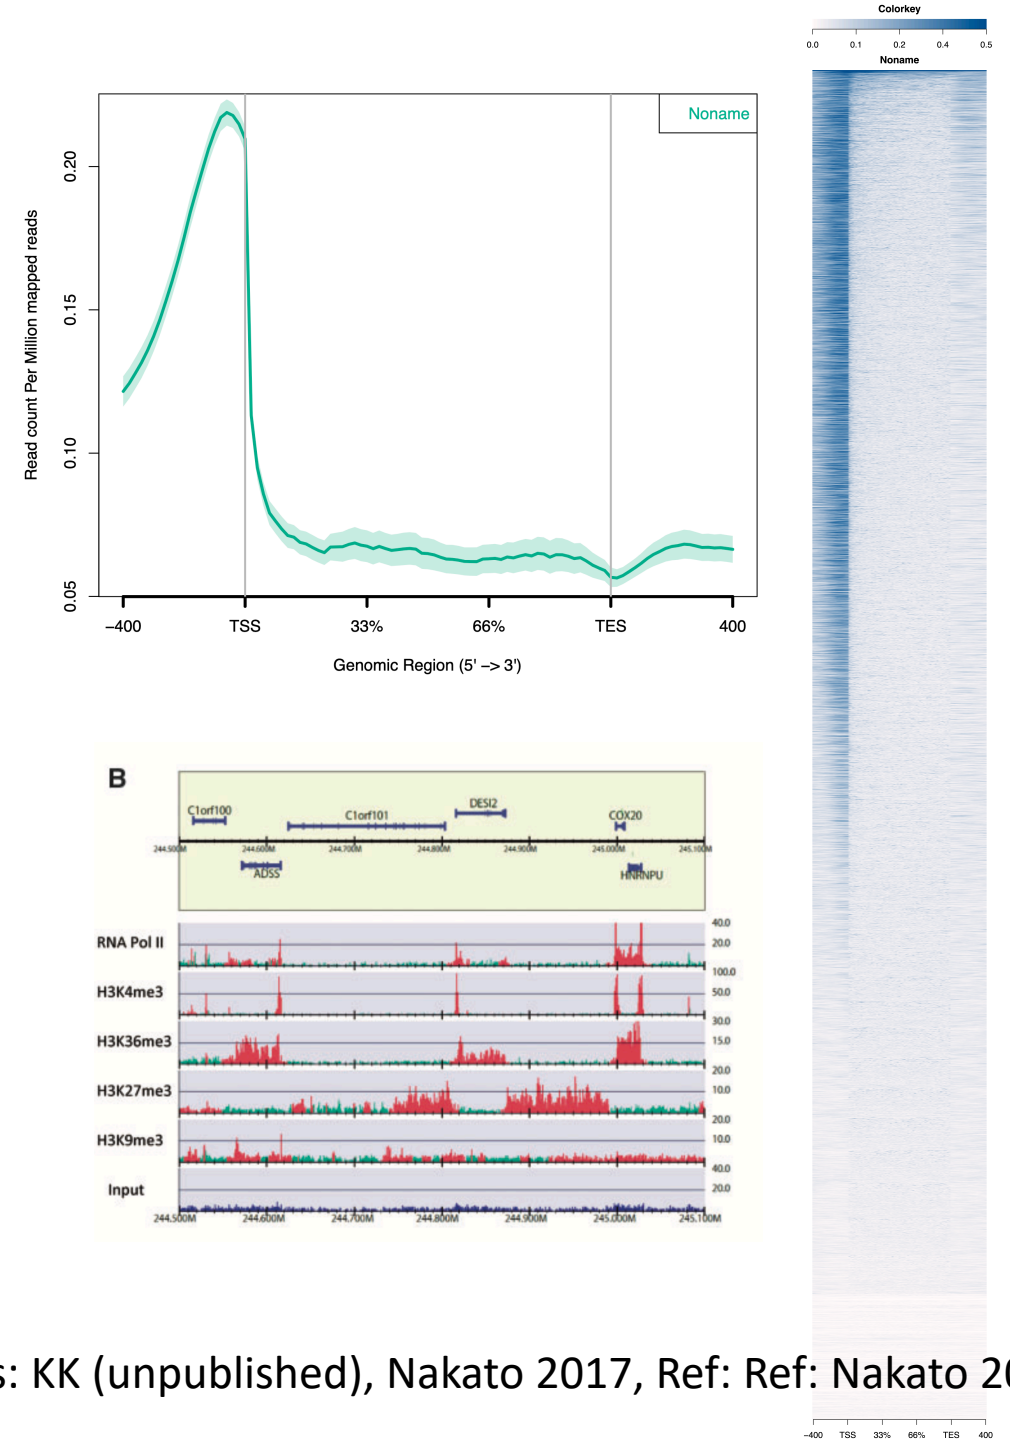 Colorkey
0.0 0.1 0.2 0.4 0.5
Noname
Noname
Read count Per Million mapped reads
0.20
0.15
0.10
0.05
−400 TSS 33% 66% TES 400
Genomic Region (5' −> 3')
B
C1orf100 C1orf101 DESI2 COX20
244.500M 244.600M 244.700M 244.800M 244.900M 245.000M 245.100M
ADSS HNRNPU
RNA Pol II 40.0 20.0
H3K4me3 100.0 50.0
H3K36me3 30.0 15.0
H3K27me3 20.0 10.0
H3K9me3 20.0 10.0
Input 40.0 20.0
244.500M 244.600M 244.700M 244.800M 244.900M 245.000M 245.100M
s: KK (unpublished), Nakato 2017, Ref: Ref: Nakato 20
−400 TSS 33% 66% TES 400